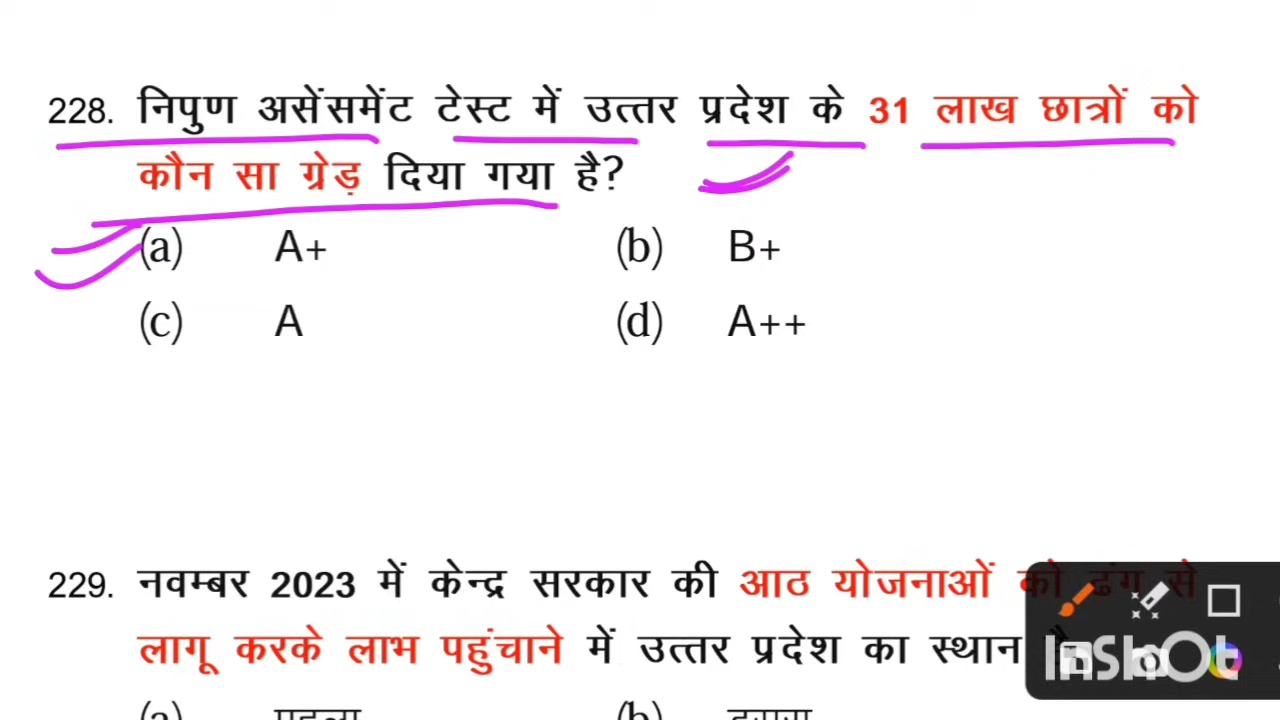 228. निपुण असेंसमेंट टेस्ट में उत्तर प्रदेश के 31 लाख छात्रों को
कौन सा ग्रेड़ दिया गया है?
(a) A+ (b) B+
(c) A (d) A++
229. नवम्बर 2023 में केन्द्र सरकार की आठ योजनाओं को ढंग से
लागू करके लाभ पहुंचाने में उत्तर प्रदेश का स्थान
InShOt
(a) (b)